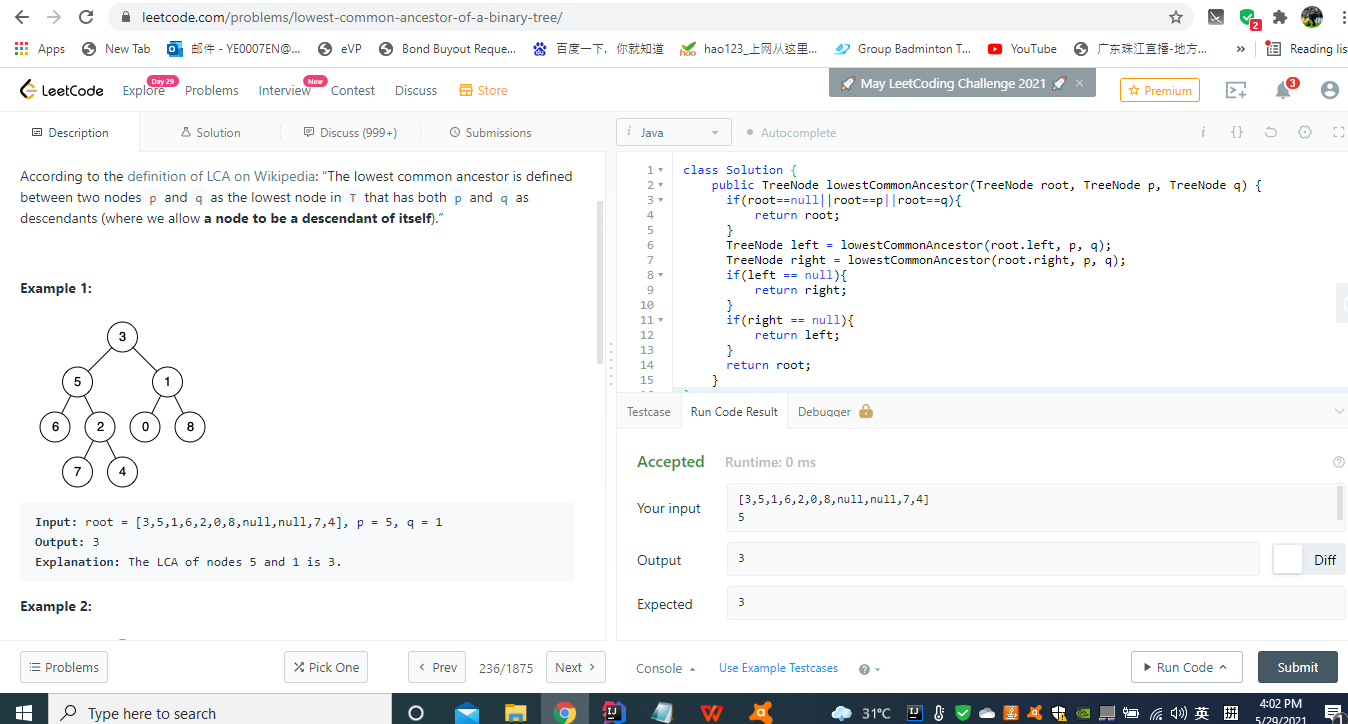 leetcode.com/problems/lowest-common-ancestor-of-a-binary-tree/
2
Apps New Tab 邮件 - YE0007EN@... eVP Bond Buyout Reque... 百度一下，你就知道 hao123_上网从这里... Group Badminton T... YouTube 广东珠江直播-地方... » Reading lis
LeetCode Explore Day 29 Problems Interview New Contest Discuss Store May LeetCoding Challenge 2021 × Premium 3
Description Solution Discuss (999+) Submissions
i Java Autocomplete
According to the definition of LCA on Wikipedia: “The lowest common ancestor is defined
between two nodes p and q as the lowest node in T that has both p and q as
descendants (where we allow a node to be a descendant of itself).”
Example 1:
3
5 1
6 2 0 8
7 4
Input: root = [3,5,1,6,2,0,8,null,null,7,4], p = 5, q = 1
Output: 3
Explanation: The LCA of nodes 5 and 1 is 3.
Example 2:
1 class Solution {
2 public TreeNode lowestCommonAncestor(TreeNode root, TreeNode p, TreeNode q) {
3 if(root==null||root==p||root==q){
4 return root;
5 }
6 TreeNode left = lowestCommonAncestor(root.left, p, q);
7 TreeNode right = lowestCommonAncestor(root.right, p, q);
8 if(left == null){
9 return right;
10 }
11 if(right == null){
12 return left;
13 }
14 return root;
15 }
Testcase Run Code Result Debugger
Accepted Runtime: 0 ms
Your input
[3,5,1,6,2,0,8,null,null,7,4]
5
Output 3 Diff
Expected 3
Problems Pick One Prev 236/1875 Next Console Use Example Testcases Run Code Submit
Type here to search
31°C 英 拼 4:02 PM
5/29/2021 1